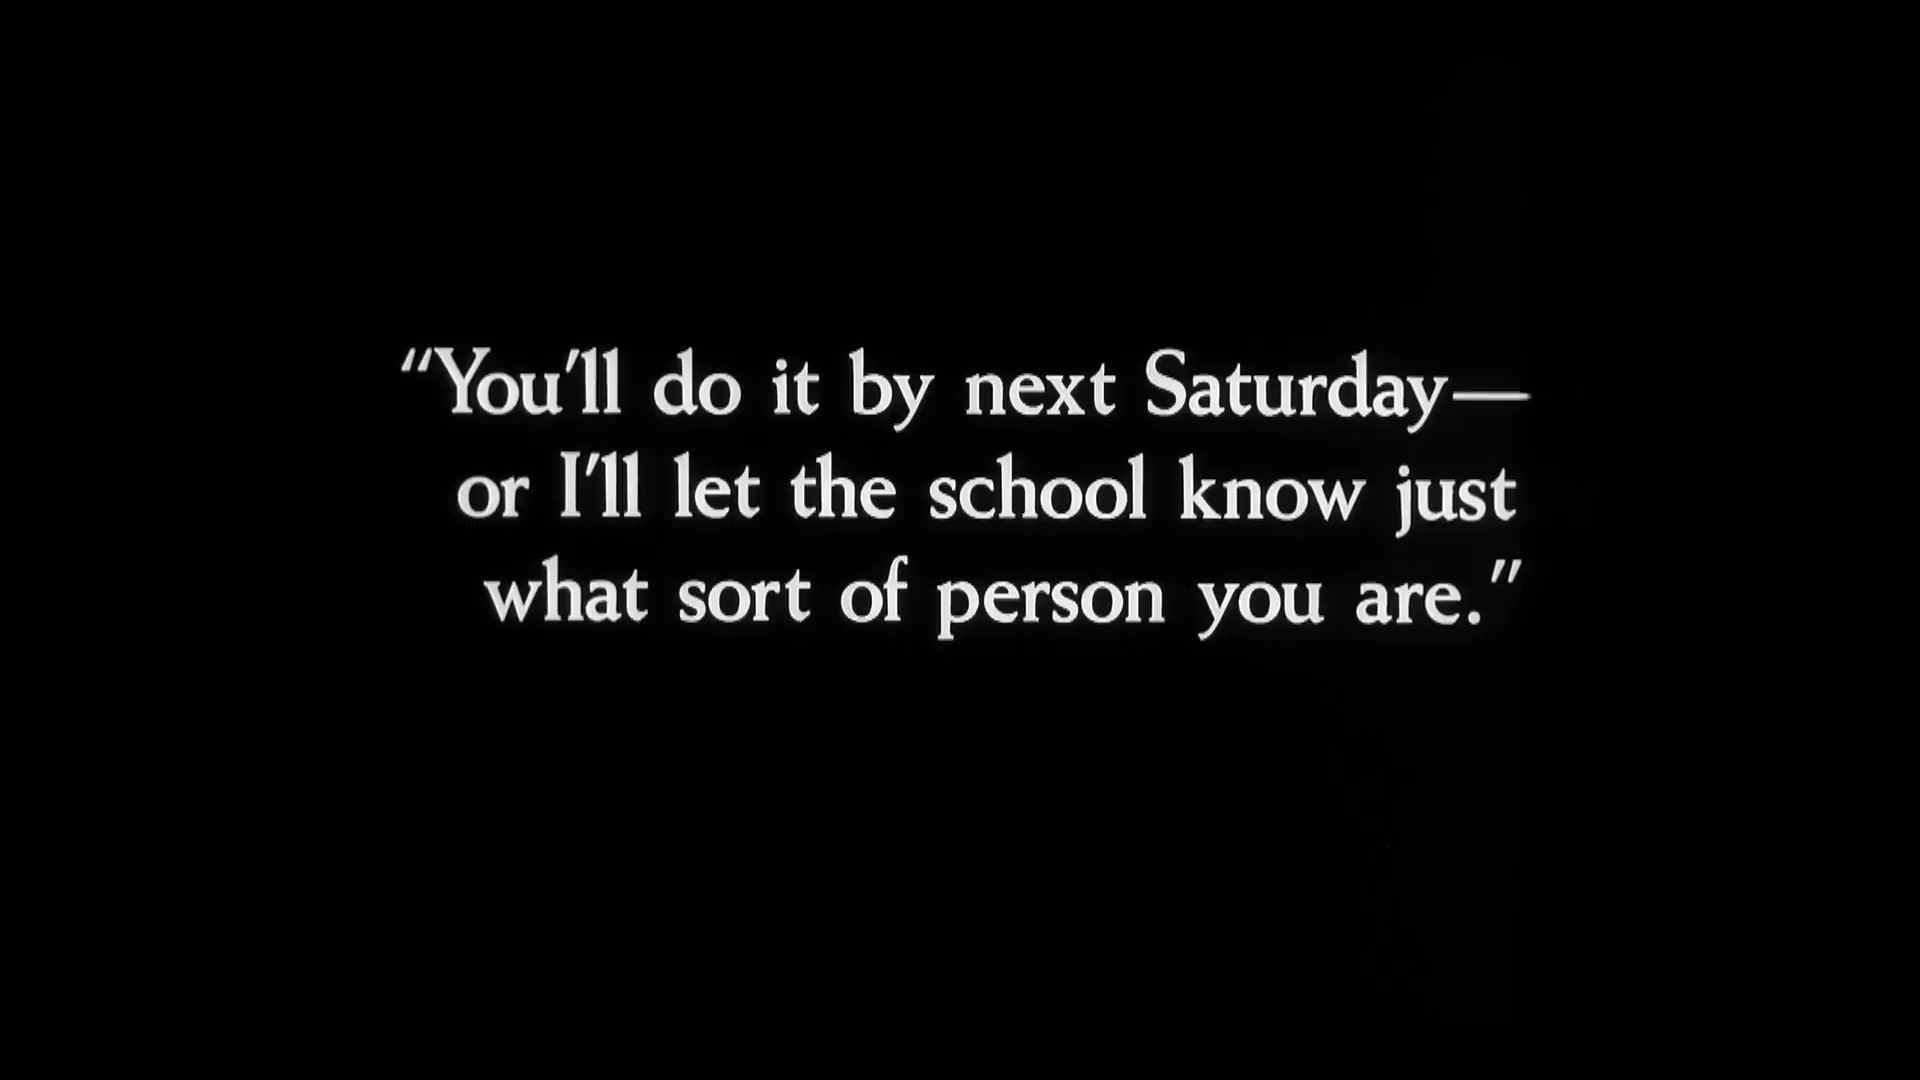 “You’ll do it by next Saturday—
or I’ll let the school know just
what sort of person you are.”